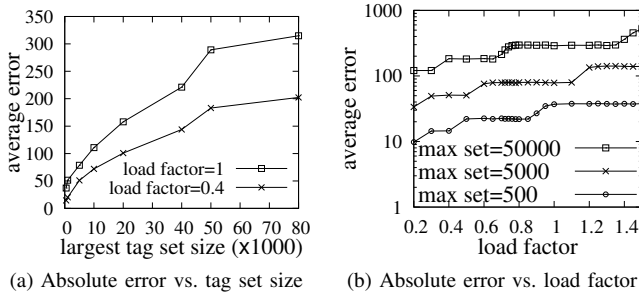 average error
350
300
250
200
150
100
50
0
load factor=1
load factor=0.4
0 10 20 30 40 50 60 70 80
largest tag set size (x1000)
(a) Absolute error vs. tag set size
average error
1000
100
10
1
max set=50000
max set=5000
max set=500
0.2 0.4 0.6 0.8 1 1.2 1.4
load factor
(b) Absolute error vs. load factor